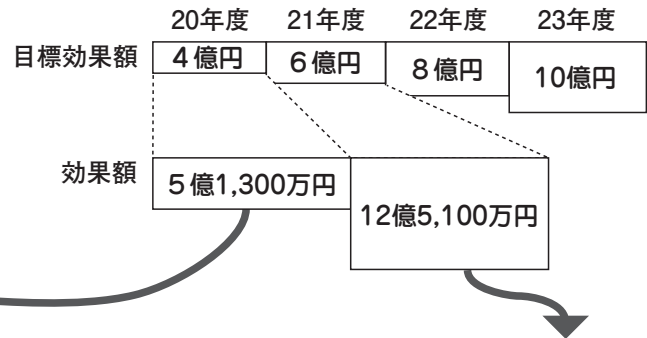 20年度 21年度 22年度 23年度
目標効果額 4億円 6億円 8億円 10億円
効果額 5億1,300万円 12億5,100万円